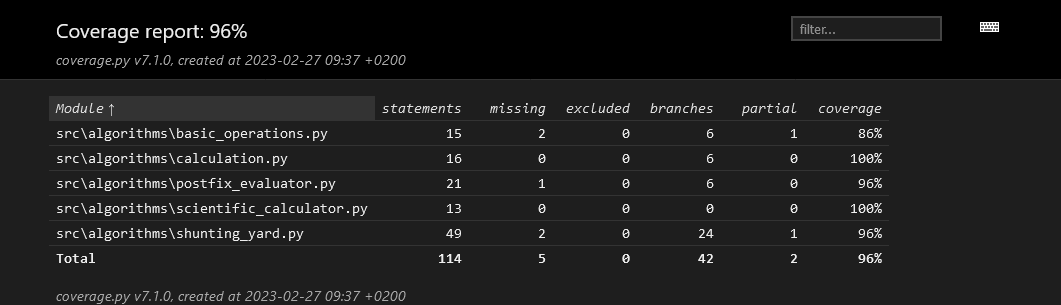 Coverage report: 96%
filter...
coverage.py v7.1.0, created at 2023-02-27 09:37 +0200
Module ↑ statements missing excluded branches partial coverage
src\algorithms\basic_operations.py 15 2 0 6 1 86%
src\algorithms\calculation.py 16 0 0 6 0 100%
src\algorithms\postfix_evaluator.py 21 1 0 6 0 96%
src\algorithms\scientific_calculator.py 13 0 0 0 0 100%
src\algorithms\shunting_yard.py 49 2 0 24 1 96%
Total 114 5 0 42 2 96%
coverage.py v7.1.0, created at 2023-02-27 09:37 +0200